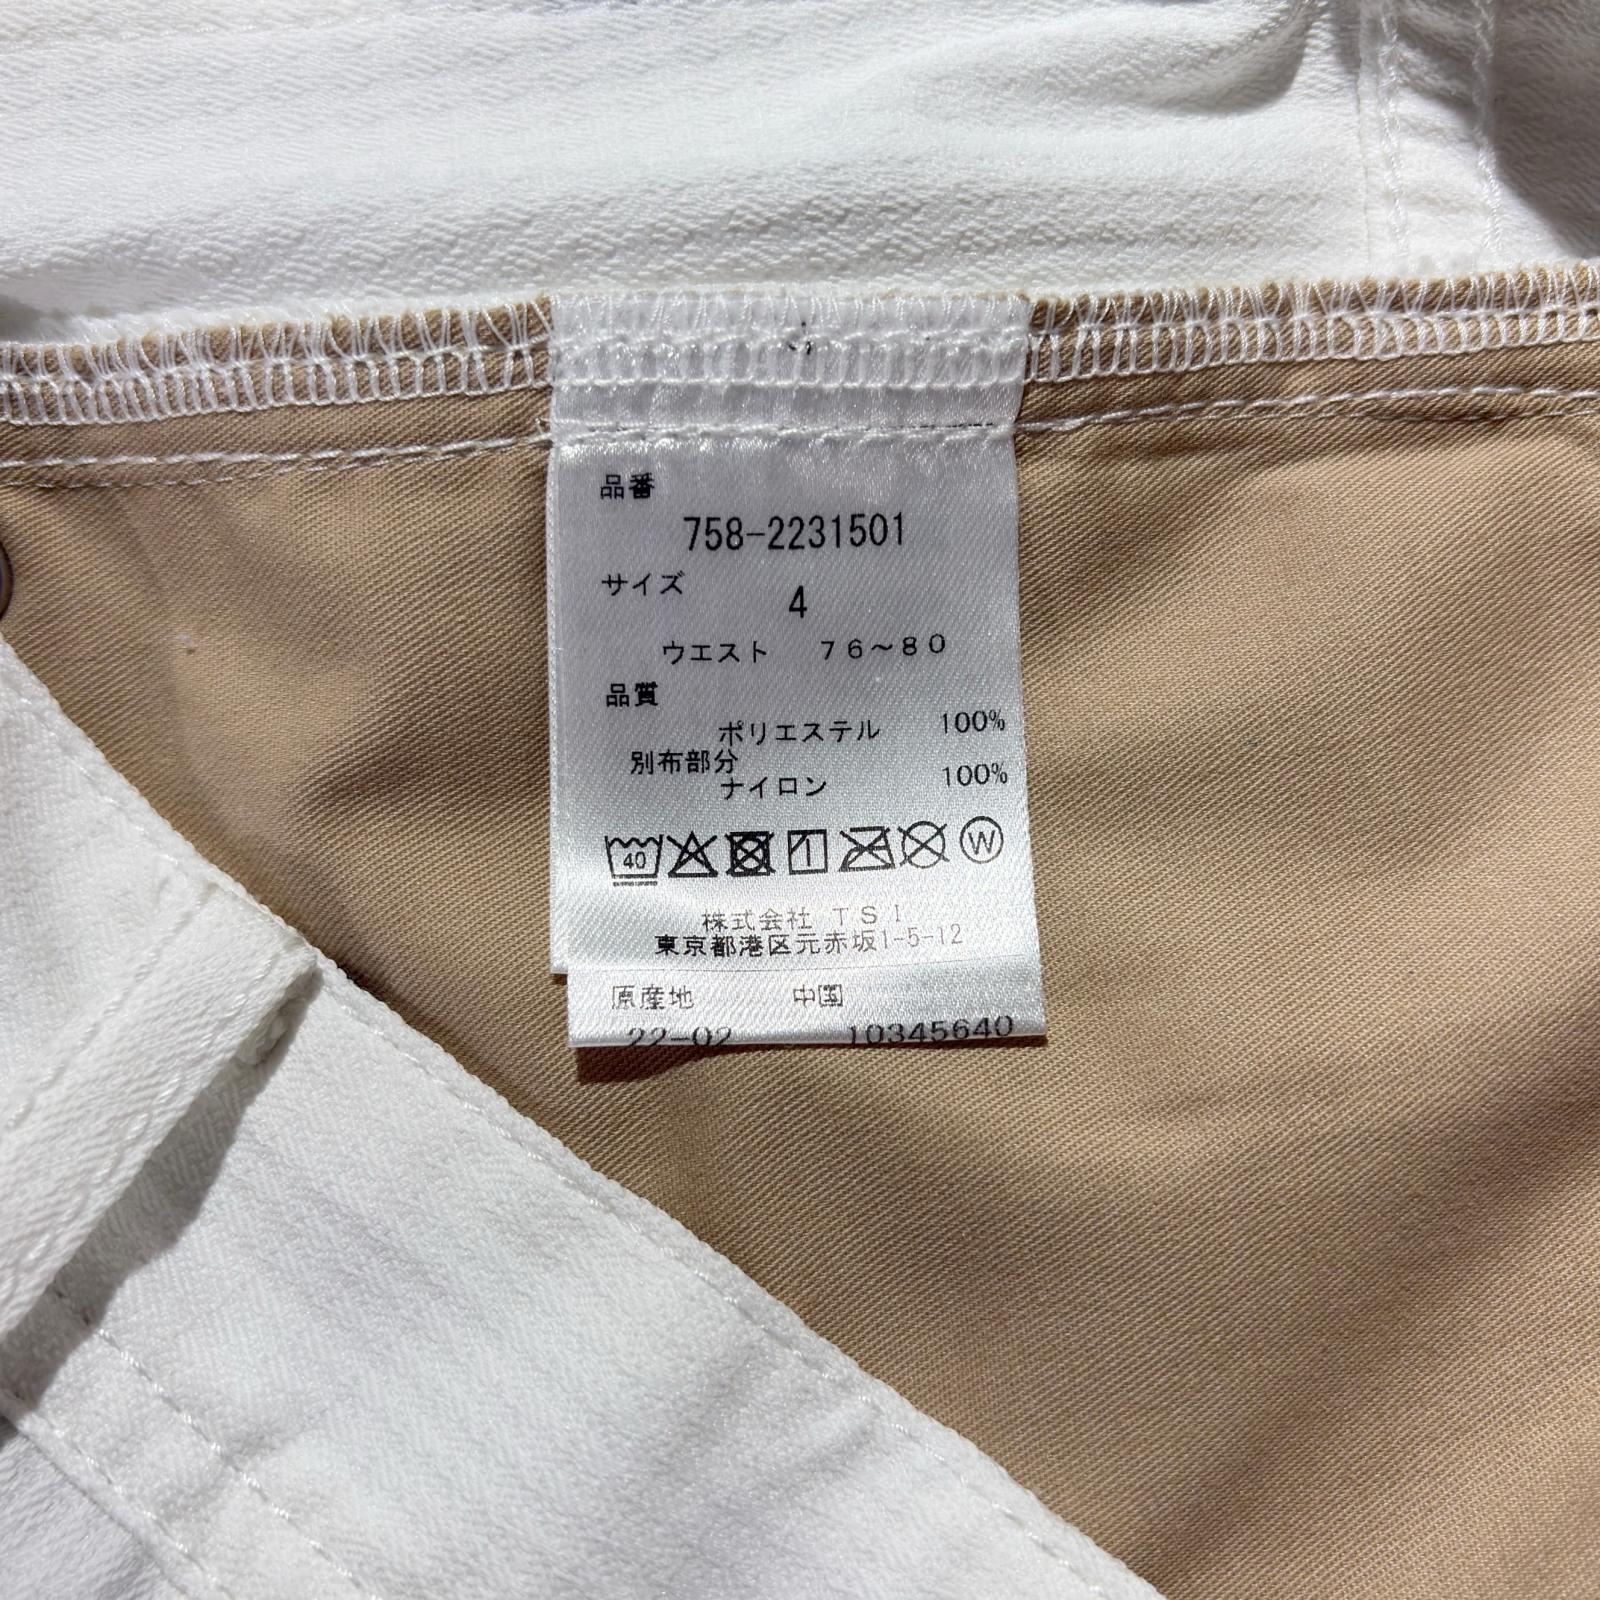 品番
758-2231501
サイズ
4
ウエスト 76~80
品質
ポリエステル 100%
別布部分
ナイロン 100%
40 W
株式会社 TSI
東京都港区元赤坂1-5-12
原産地 中国
22-02 10345640